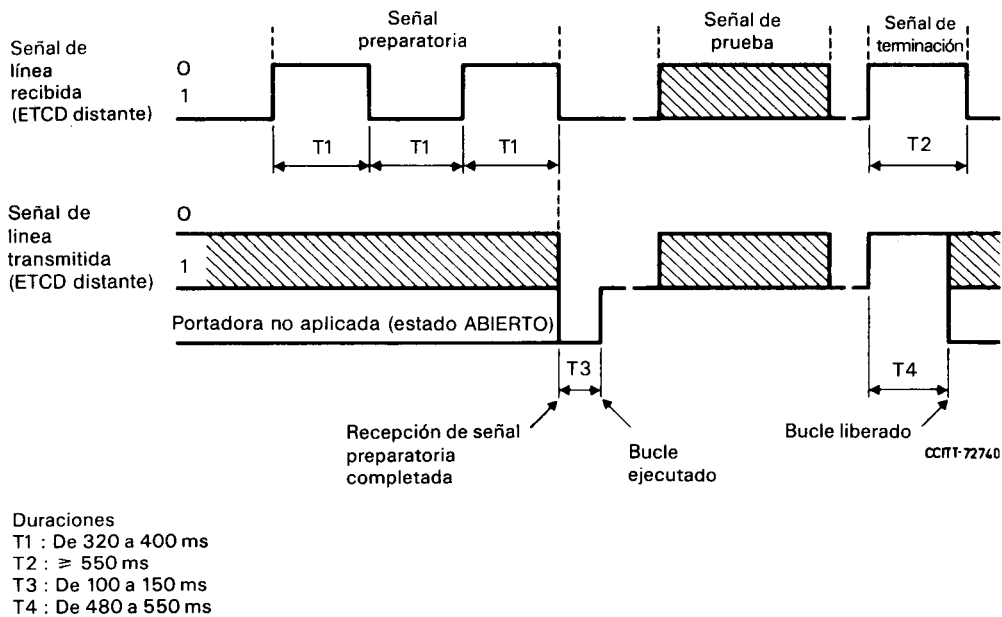 Señal
preparatoria
Señal de
prueba
Señal de
terminación
Señal de
línea
recibida
(ETCD distante)
0
1
T1
T1
T1
T2
Señal de
linea
transmitida
(ETCD distante)
0
1
Portadora no aplicada (estado ABIERTO)
T3
T4
Recepción de señal
preparatoria
completada
Bucle
ejecutado
Bucle liberado
CCITT-72740
Duraciones
T1 : De 320 a 400 ms
T2 : ≥ 550 ms
T3 : De 100 a 150 ms
T4 : De 480 a 550 ms